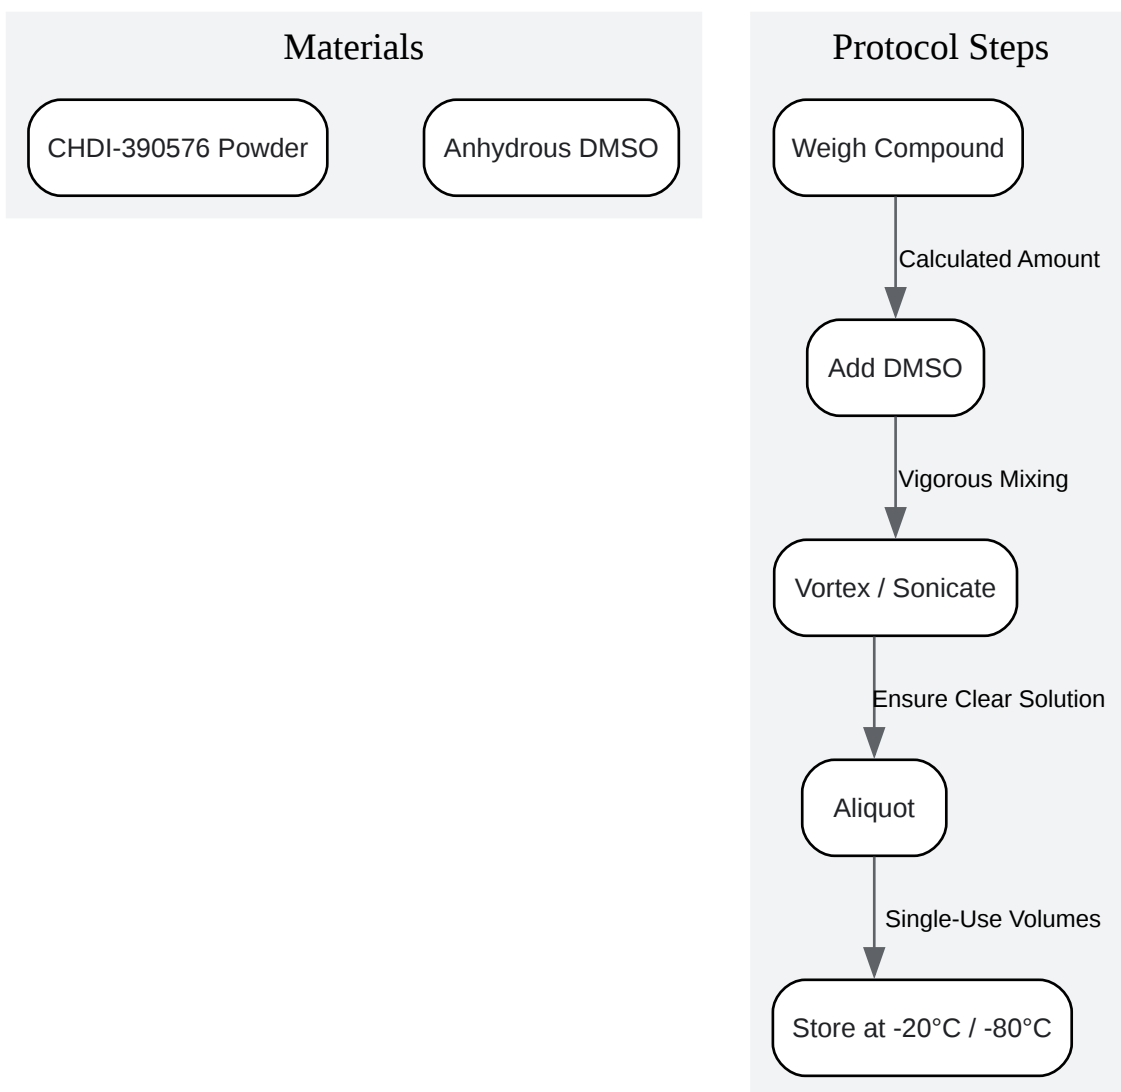 Materials
CHDI-390576 Powder
Anhydrous DMSO
Protocol Steps
Weigh Compound
Calculated Amount
Add DMSO
Vigorous Mixing
Vortex / Sonicate
Ensure Clear Solution
Aliquot
Single-Use Volumes
Store at -20°C / -80°C